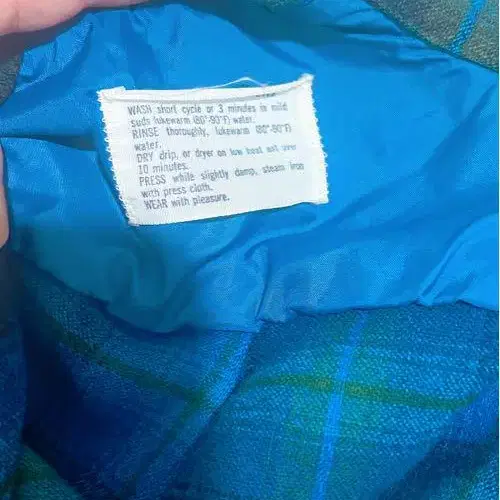 WASH short cycle or 3 minutes in mild
suds lukewarm (80°-90°F) water.
RINSE thoroughly, lukewarm (80°-90°F)
water.
DRY drip, or dryer on low heat not over
10 minutes.
PRESS while slightly damp, steam iron
with press cloth.
WEAR with pleasure.